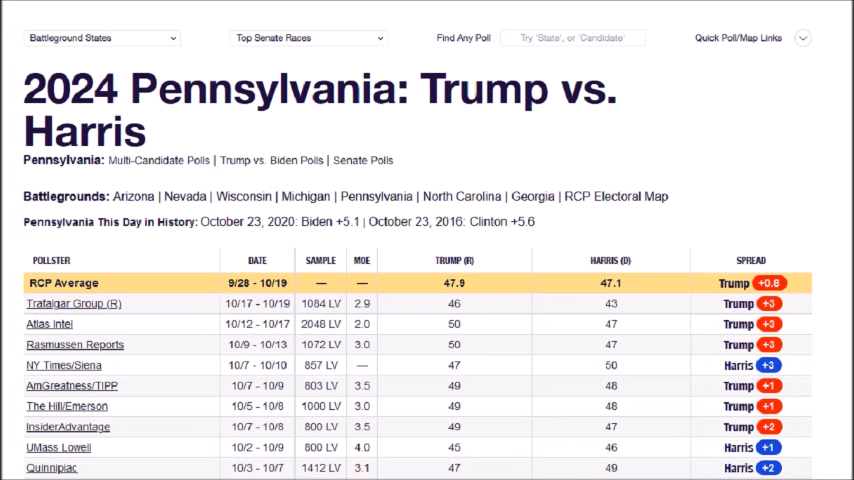 Battleground States Top Senate Races Find Any Poll Try 'State', or 'Candidate' Quick Poll/Map Links
2024 Pennsylvania: Trump vs.
Harris
Pennsylvania: Multi-Candidate Polls | Trump vs. Biden Polls | Senate Polls
Battlegrounds: Arizona | Nevada | Wisconsin | Michigan | Pennsylvania | North Carolina | Georgia | RCP Electoral Map
Pennsylvania This Day in History: October 23, 2020: Biden +5.1 | October 23, 2016: Clinton +5.6
POLLSTER DATE SAMPLE MOE TRUMP (R) HARRIS (D) SPREAD
RCP Average 9/28 - 10/19 — — 47.9 47.1 Trump +0.8
Trafalgar Group (R) 10/17 - 10/19 1084 LV 2.9 46 43 Trump +3
Atlas Intel 10/12 - 10/17 2048 LV 2.0 50 47 Trump +3
Rasmussen Reports 10/9 - 10/13 1072 LV 3.0 50 47 Trump +3
NY Times/Siena 10/7 - 10/10 857 LV — 47 50 Harris +3
AmGreatness/TIPP 10/7 - 10/9 803 LV 3.5 49 48 Trump +1
The Hill/Emerson 10/5 - 10/8 1000 LV 3.0 49 48 Trump +1
InsiderAdvantage 10/7 - 10/8 800 LV 3.5 49 47 Trump +2
UMass Lowell 10/2 - 10/9 800 LV 4.0 45 46 Harris +1
Quinnipiac 10/3 - 10/7 1412 LV 3.1 47 49 Harris +2